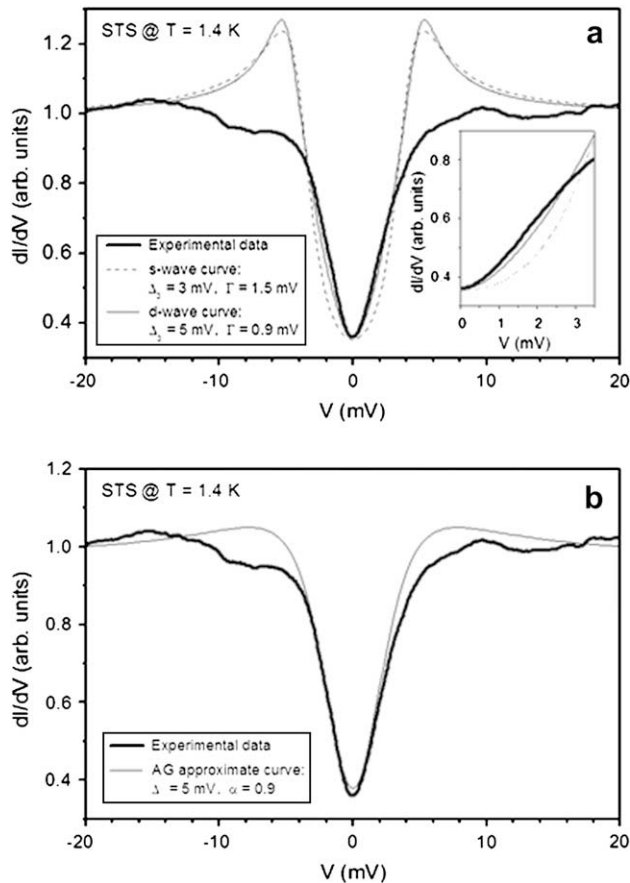 STS @ T = 1.4 K
a
dI/dV (arb. units)
1.2
1.0
0.8
0.6
0.4
Experimental data
s-wave curve:
Δ₀ = 3 mV, Γ = 1.5 mV
d-wave curve:
Δ₀ = 5 mV, Γ = 0.9 mV
dI/dV (arb. units)
0.8
0.6
0.4
0 1 2 3
V (mV)
-20 -10 0 10 20
V (mV)
STS @ T = 1.4 K
b
dI/dV (arb. units)
1.2
1.0
0.8
0.6
0.4
Experimental data
AG approximate curve:
Δ = 5 mV, α = 0.9
-20 -10 0 10 20
V (mV)